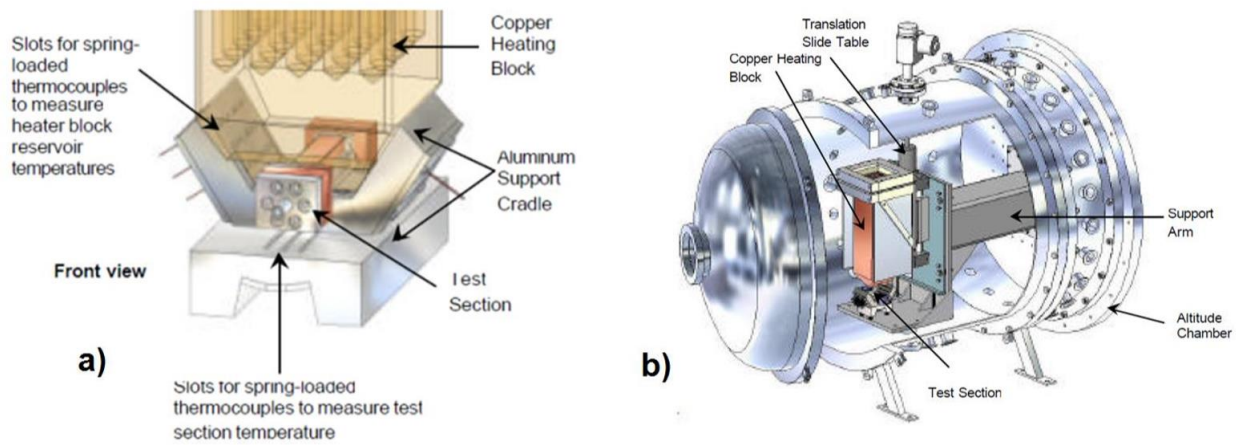 Slots for spring-
loaded
thermocouples
to measure
heater block
reservoir
temperatures
Copper
Heating
Block
Aluminum
Support
Cradle
Front view
Test
Section
a)
Slots for spring-loaded
thermocouples to measure test
section temperature
Translation
Slide Table
Copper Heating
Block
Support
Arm
Altitude
Chamber
Test Section
b)